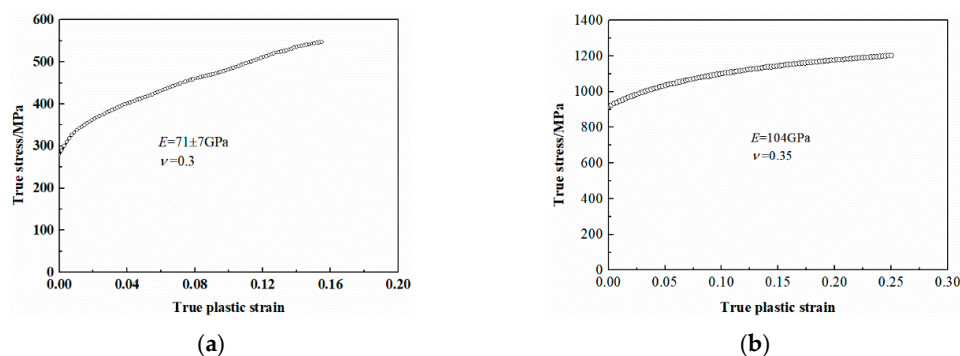 600
500
400
300
200
100
0
True stress/MPa
E=71±7GPa
ν=0.3
0.00 0.04 0.08 0.12 0.16 0.20
True plastic strain
(a)
1400
1200
1000
800
600
400
200
0
True stress/MPa
E=104GPa
ν=0.35
0.00 0.05 0.10 0.15 0.20 0.25 0.30
True plastic strain
(b)